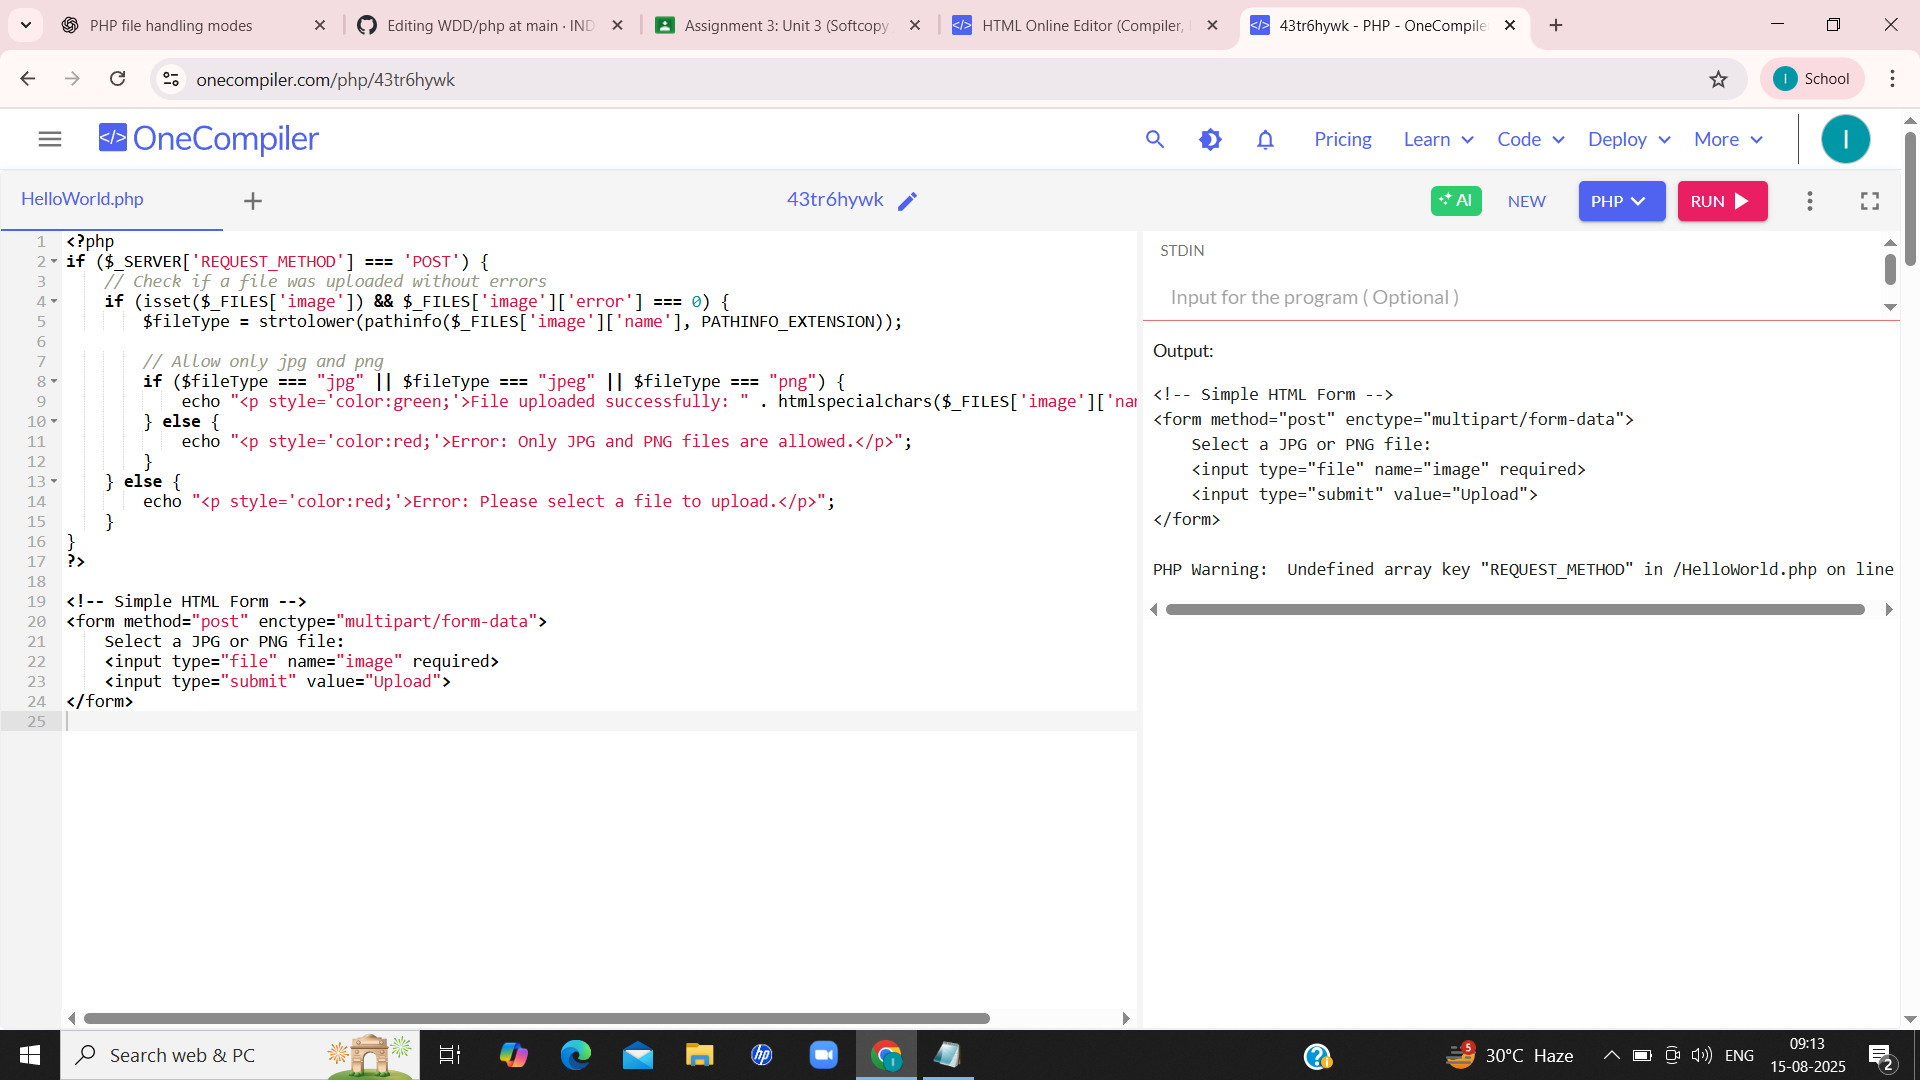 PHP file handling modes
Editing WDD/php at main · IND
Assignment 3: Unit 3 (Softcopy
HTML Online Editor (Compiler,
43tr6hywk - PHP - OneCompile
onecompiler.com/php/43tr6hywk
I School
</> OneCompiler
Pricing Learn Code Deploy More I
HelloWorld.php
43tr6hywk
AI NEW PHP RUN
1 <?php
2 if ($_SERVER['REQUEST_METHOD'] === 'POST') {
3 // Check if a file was uploaded without errors
4 if (isset($_FILES['image']) && $_FILES['image']['error'] === 0) {
5 $fileType = strtolower(pathinfo($_FILES['image']['name'], PATHINFO_EXTENSION));
6
7 // Allow only jpg and png
8 if ($fileType === "jpg" || $fileType === "jpeg" || $fileType === "png") {
9 echo "<p style='color:green;'>File uploaded successfully: " . htmlspecialchars($_FILES['image']['nam
10 } else {
11 echo "<p style='color:red;'>Error: Only JPG and PNG files are allowed.</p>";
12 }
13 } else {
14 echo "<p style='color:red;'>Error: Please select a file to upload.</p>";
15 }
16 }
17 ?>
18
19 <!-- Simple HTML Form -->
20 <form method="post" enctype="multipart/form-data">
21 Select a JPG or PNG file:
22 <input type="file" name="image" required>
23 <input type="submit" value="Upload">
24 </form>
25
STDIN
Input for the program ( Optional )
Output:
<!-- Simple HTML Form -->
<form method="post" enctype="multipart/form-data">
Select a JPG or PNG file:
<input type="file" name="image" required>
<input type="submit" value="Upload">
</form>
PHP Warning:  Undefined array key "REQUEST_METHOD" in /HelloWorld.php on line
Search web & PC
5 30°C Haze
ENG
09:13
15-08-2025
2